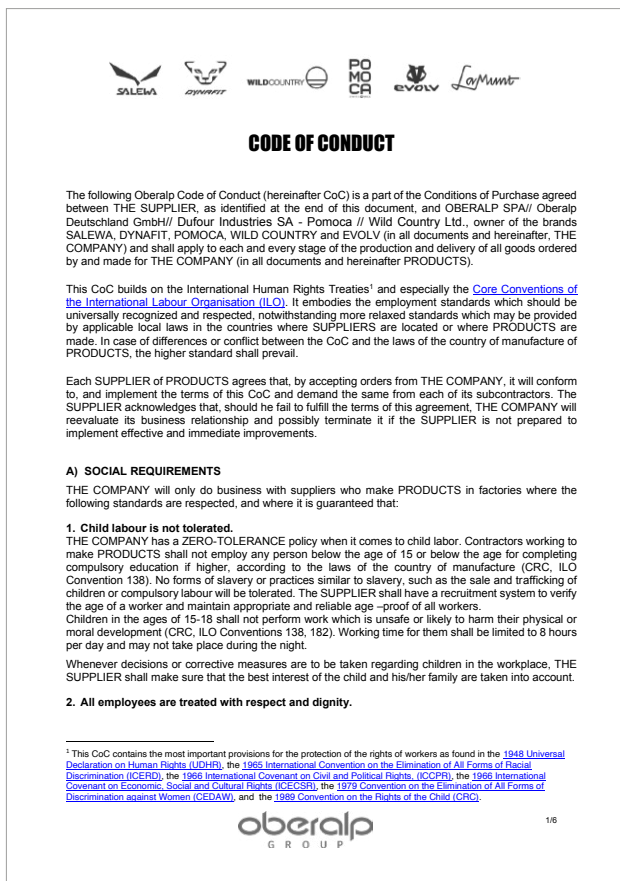 SALEWA DYNAFIT WILDCOUNTRY POMOCA evolv LaMunt
CODE OF CONDUCT
The following Oberalp Code of Conduct (hereinafter CoC) is a part of the Conditions of Purchase agreed
between THE SUPPLIER, as identified at the end of this document, and OBERALP SPA// Oberalp
Deutschland GmbH// Dufour Industries SA - Pomoca // Wild Country Ltd., owner of the brands
SALEWA, DYNAFIT, POMOCA, WILD COUNTRY and EVOLV (in all documents and hereinafter, THE
COMPANY) and shall apply to each and every stage of the production and delivery of all goods ordered
by and made for THE COMPANY (in all documents and hereinafter PRODUCTS).
This CoC builds on the International Human Rights Treaties¹ and especially the Core Conventions of
the International Labour Organisation (ILO). It embodies the employment standards which should be
universally recognized and respected, notwithstanding more relaxed standards which may be provided
by applicable local laws in the countries where SUPPLIERS are located or where PRODUCTS are
made. In case of differences or conflict between the CoC and the laws of the country of manufacture of
PRODUCTS, the higher standard shall prevail.
Each SUPPLIER of PRODUCTS agrees that, by accepting orders from THE COMPANY, it will conform
to, and implement the terms of this CoC and demand the same from each of its subcontractors. The
SUPPLIER acknowledges that, should he fail to fulfill the terms of this agreement, THE COMPANY will
reevaluate its business relationship and possibly terminate it if the SUPPLIER is not prepared to
implement effective and immediate improvements.
A) SOCIAL REQUIREMENTS
THE COMPANY will only do business with suppliers who make PRODUCTS in factories where the
following standards are respected, and where it is guaranteed that:
1. Child labour is not tolerated.
THE COMPANY has a ZERO-TOLERANCE policy when it comes to child labor. Contractors working to
make PRODUCTS shall not employ any person below the age of 15 or below the age for completing
compulsory education if higher, according to the laws of the country of manufacture (CRC, ILO
Convention 138). No forms of slavery or practices similar to slavery, such as the sale and trafficking of
children or compulsory labour will be tolerated. The SUPPLIER shall have a recruitment system to verify
the age of a worker and maintain appropriate and reliable age –proof of all workers.
Children in the ages of 15-18 shall not perform work which is unsafe or likely to harm their physical or
moral development (CRC, ILO Conventions 138, 182). Working time for them shall be limited to 8 hours
per day and may not take place during the night.
Whenever decisions or corrective measures are to be taken regarding children in the workplace, THE
SUPPLIER shall make sure that the best interest of the child and his/her family are taken into account.
2. All employees are treated with respect and dignity.
¹ This CoC contains the most important provisions for the protection of the rights of workers as found in the 1948 Universal
Declaration on Human Rights (UDHR), the 1965 International Convention on the Elimination of All Forms of Racial
Discrimination (ICERD), the 1966 International Covenant on Civil and Political Rights, (ICCPR), the 1966 International
Covenant on Economic, Social and Cultural Rights (ICECSR), the 1979 Convention on the Elimination of All Forms of
Discrimination against Women (CEDAW), and the 1989 Convention on the Rights of the Child (CRC).
oberalp
GROUP
1/6